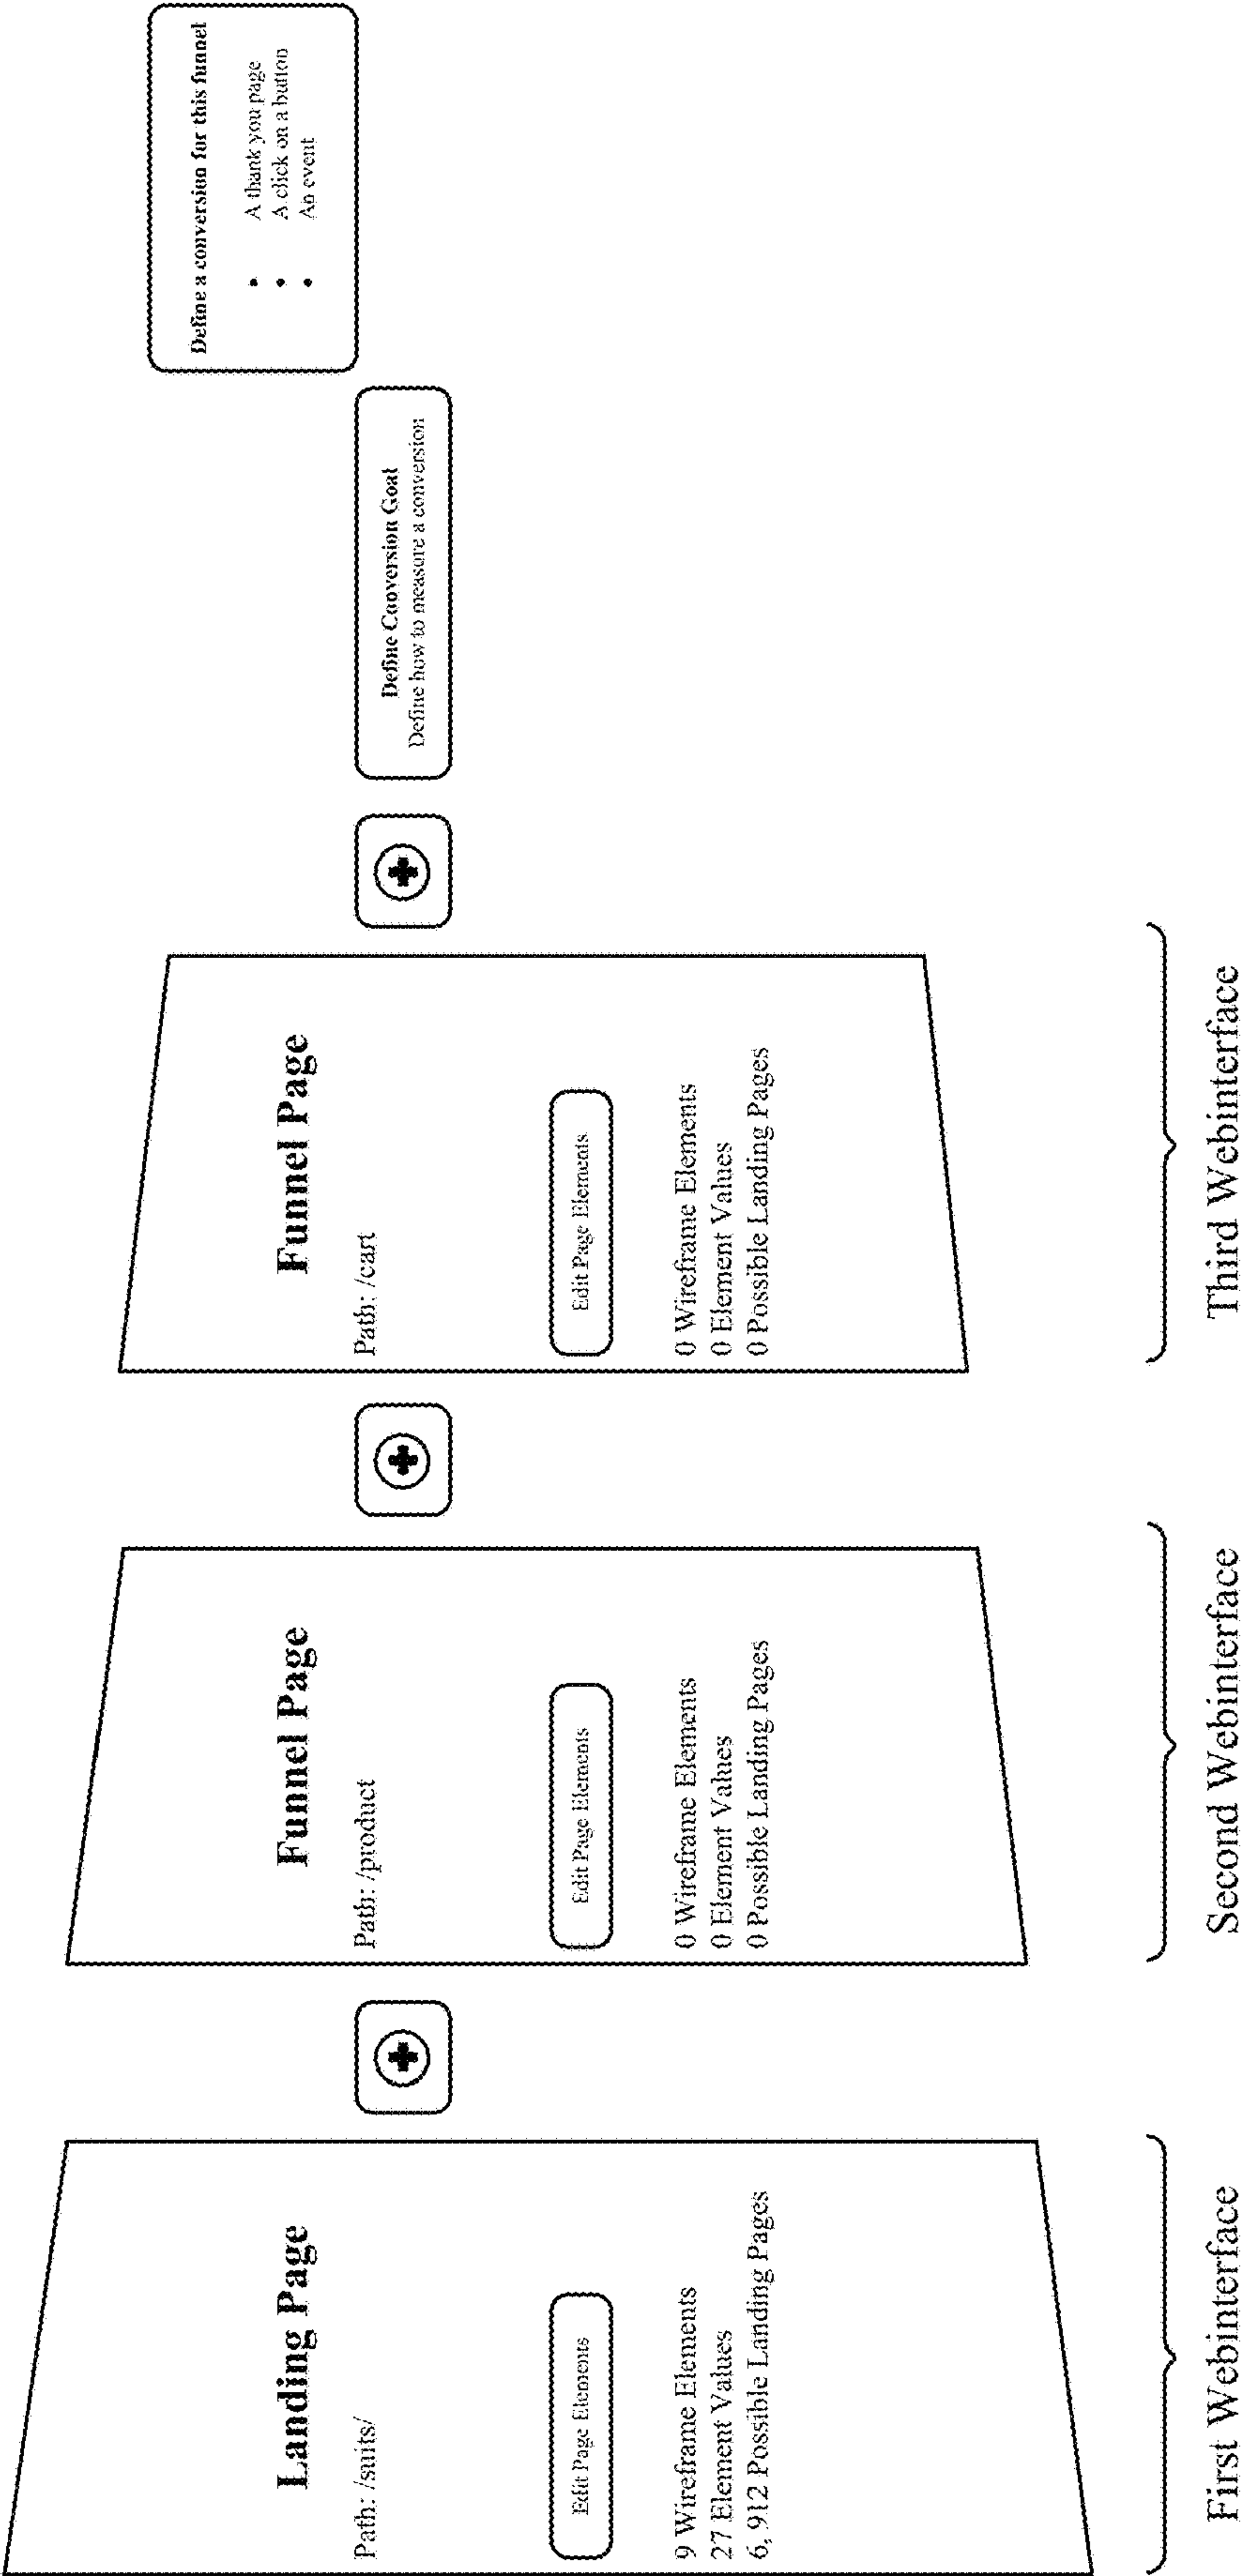 Landing Page
Path: /suits/
Edit Page Elements
9 Wireframe Elements
27 Element Values
6, 912 Possible Landing Pages
First Webinterface
Funnel Page
Path: /product
Edit Page Elements
0 Wireframe Elements
0 Element Values
0 Possible Landing Pages
Second Webinterface
Funnel Page
Path: /cart
Edit Page Elements
0 Wireframe Elements
0 Element Values
0 Possible Landing Pages
Third Webinterface
Define Conversion Goal
Define how to measure a conversion
Define a conversion for this funnel
• A thank you page
• A click on a button
• An event